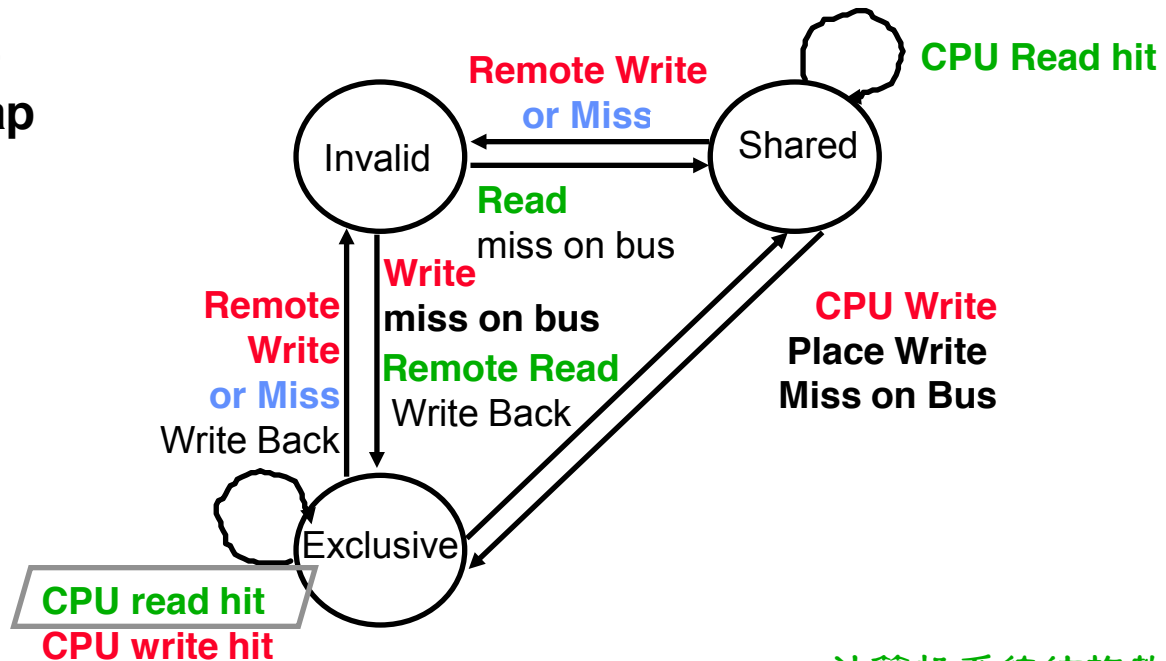 ap
CPU Read hit
Remote Write
or Miss
Invalid
Shared
Read
miss on bus
Write
miss on bus
Remote
Write
or Miss
Write Back
Remote Read
Write Back
CPU Write
Place Write
Miss on Bus
Exclusive
CPU read hit
CPU write hit